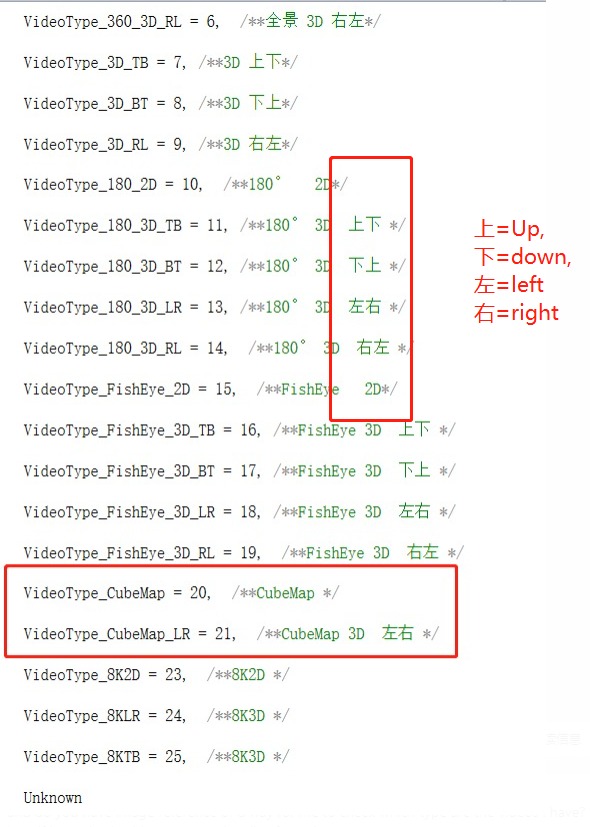 VideoType_360_3D_RL = 6, /**全景 3D 右左*/
VideoType_3D_TB = 7, /**3D 上下*/
VideoType_3D_BT = 8, /**3D 下上*/
VideoType_3D_RL = 9, /**3D 右左*/
VideoType_180_2D = 10, /**180° 2D*/
VideoType_180_3D_TB = 11, /**180° 3D 上下 */
VideoType_180_3D_BT = 12, /**180° 3D 下上 */
VideoType_180_3D_LR = 13, /**180° 3D 左右 */
VideoType_180_3D_RL = 14, /**180° 3D 右左 */
VideoType_FishEye_2D = 15, /**FishEye 2D*/
VideoType_FishEye_3D_TB = 16, /**FishEye 3D 上下 */
VideoType_FishEye_3D_BT = 17, /**FishEye 3D 下上 */
VideoType_FishEye_3D_LR = 18, /**FishEye 3D 左右 */
VideoType_FishEye_3D_RL = 19, /**FishEye 3D 右左 */
VideoType_CubeMap = 20, /**CubeMap */
VideoType_CubeMap_LR = 21, /**CubeMap 3D 左右 */
VideoType_8K2D = 23, /**8K2D */
VideoType_8KLR = 24, /**8K3D */
VideoType_8KTB = 25, /**8K3D */
Unknown
上=Up,
下=down,
左=left
右=right